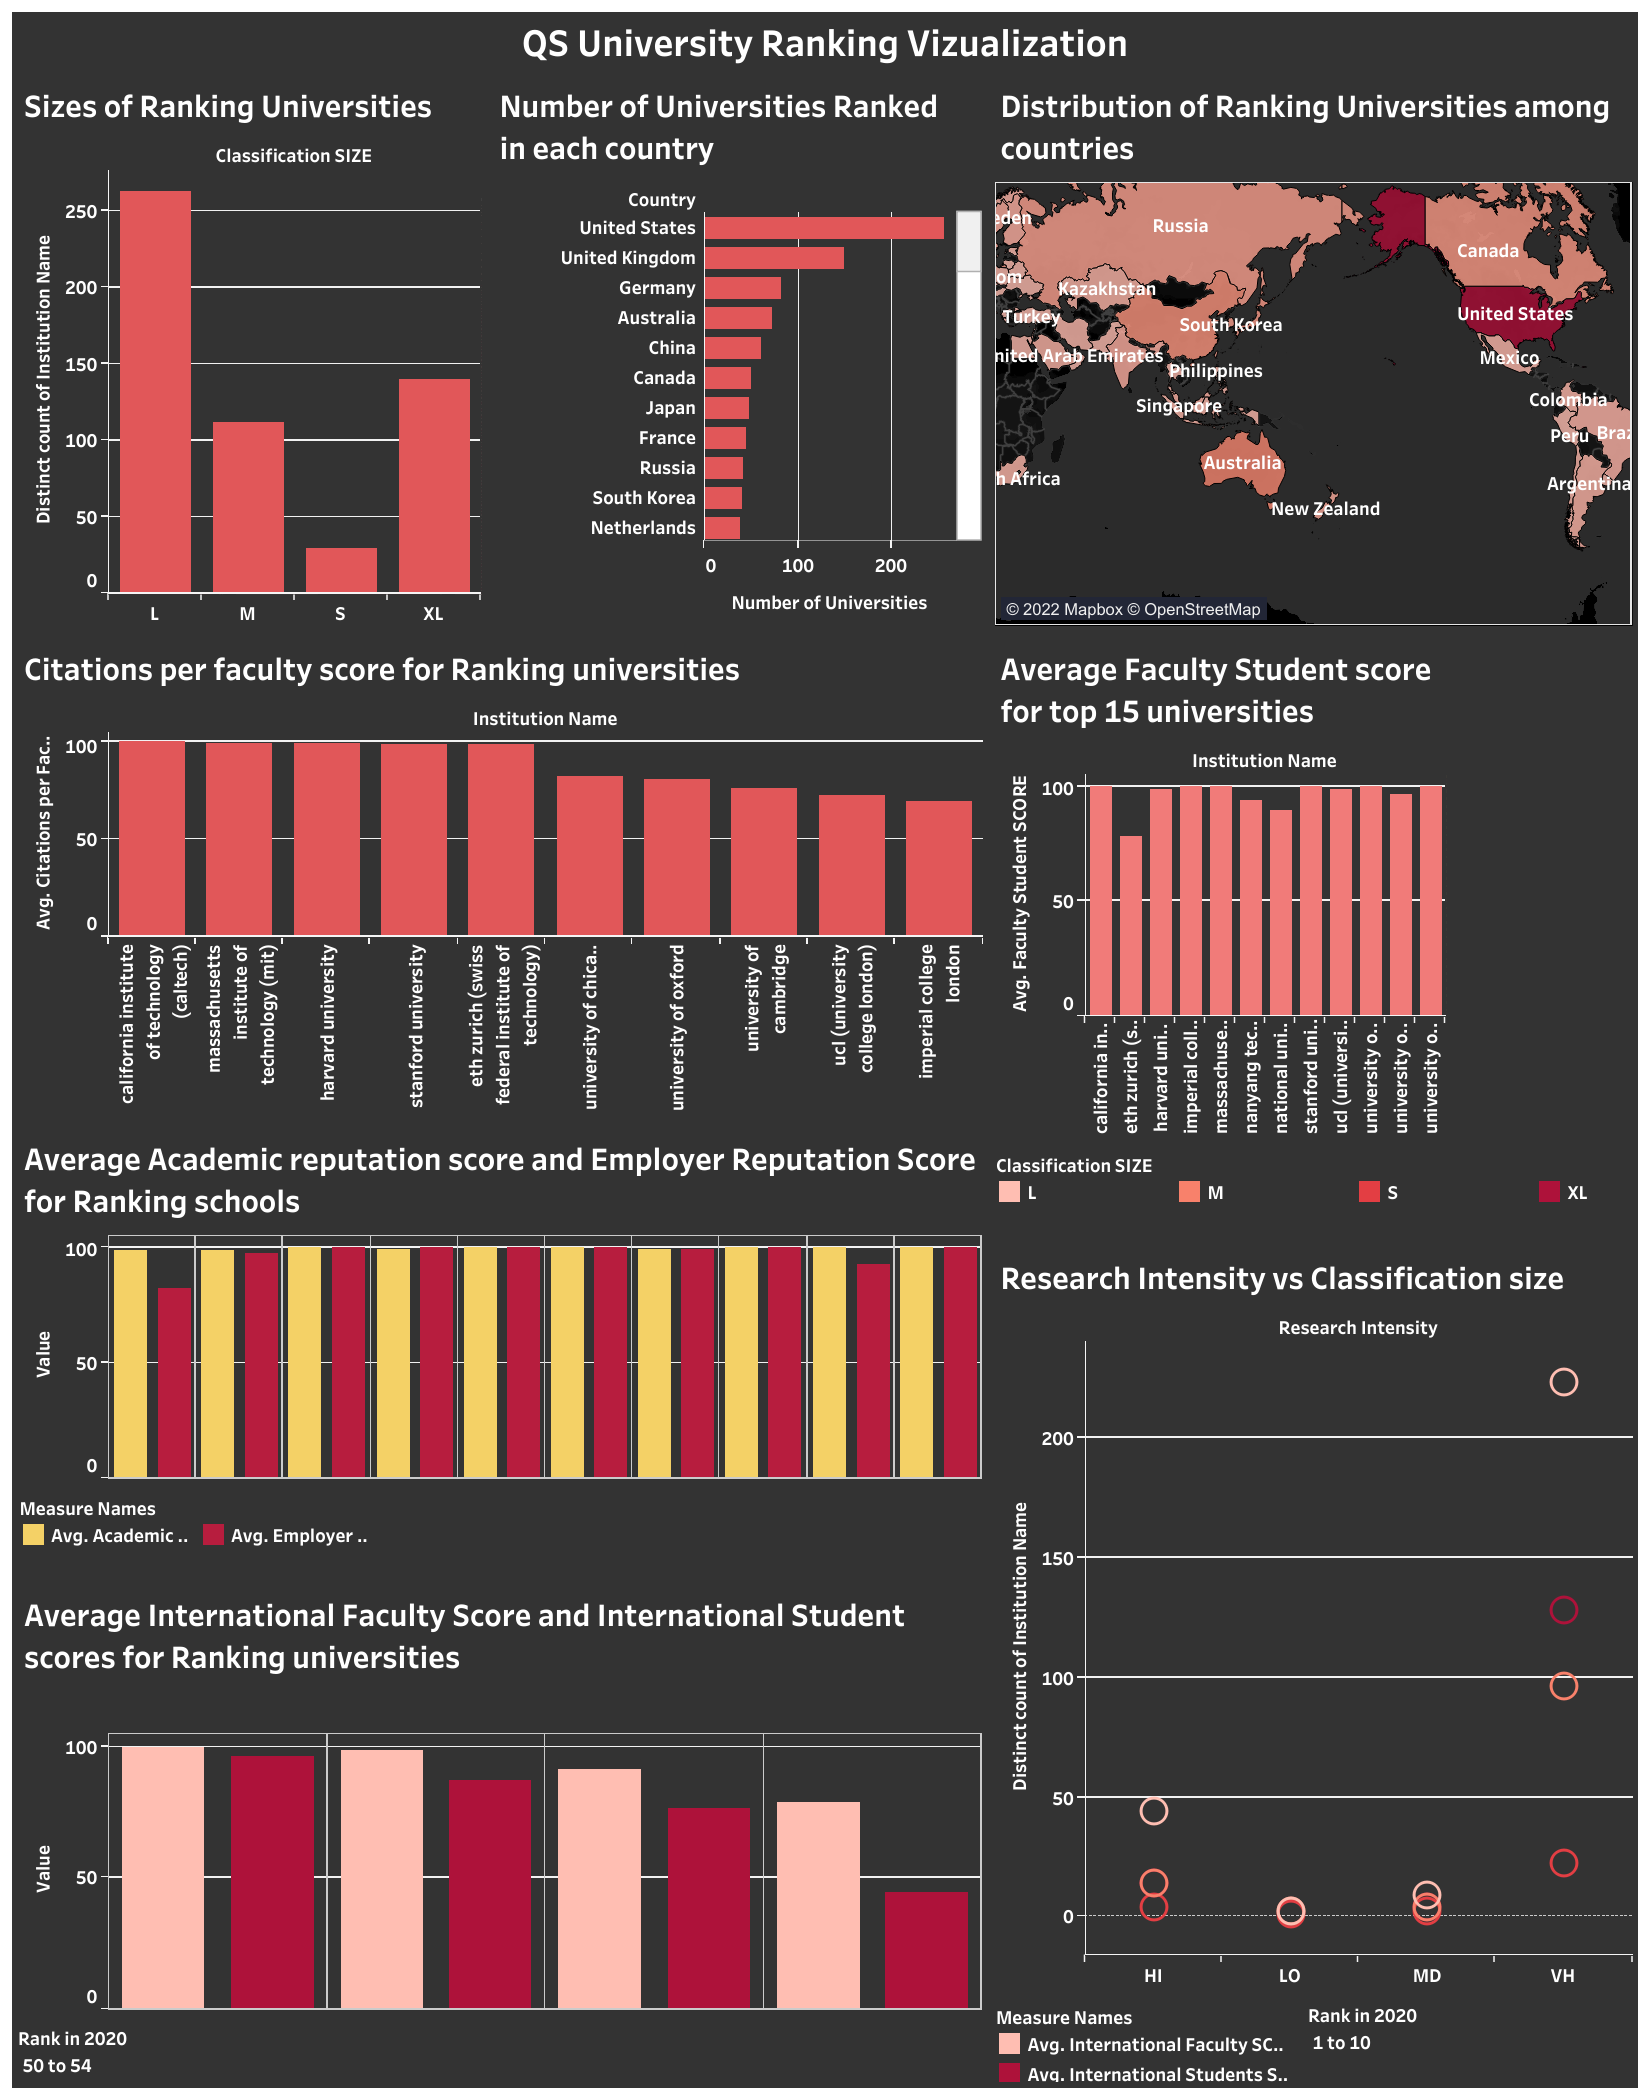 QS University Ranking Vizualization
Sizes of Ranking Universities
Classification SIZE
Distinct count of Institution Name
250
200
150
100
50
0
L
M
S
XL
Number of Universities Ranked
in each country
Country
United States
United Kingdom
Germany
Australia
China
Canada
Japan
France
Russia
South Korea
Netherlands
0
100
200
Number of Universities
Distribution of Ranking Universities among
countries
eden
Russia
Canada
om
Kazakhstan
Turkey
South Korea
United States
nited Arab Emirates
Mexico
Philippines
Singapore
Colombia
Peru
Braz
Australia
h Africa
Argentina
New Zealand
© 2022 Mapbox © OpenStreetMap
Citations per faculty score for Ranking universities
Institution Name
Avg. Citations per Fac..
100
50
0
california institute
of technology
(caltech)
massachusetts
institute of
technology (mit)
harvard university
stanford university
eth zurich (swiss
federal institute of
technology)
university of chica..
university of oxford
university of
cambridge
ucl (university
college london)
imperial college
london
Average Faculty Student score
for top 15 universities
Institution Name
Avg. Faculty Student SCORE
100
50
0
california in..
eth zurich (s..
harvard uni..
imperial coll..
massachuse..
nanyang tec..
national uni..
stanford uni..
ucl (universi..
university o..
university o..
university o..
Classification SIZE
L
M
S
XL
Average Academic reputation score and Employer Reputation Score
for Ranking schools
Value
100
50
0
Measure Names
Avg. Academic ..
Avg. Employer ..
Research Intensity vs Classification size
Research Intensity
Distinct count of Institution Name
200
150
100
50
0
HI
LO
MD
VH
Average International Faculty Score and International Student
scores for Ranking universities
Value
100
50
0
Rank in 2020
50 to 54
Measure Names
Avg. International Faculty SC..
Avg. International Students S..
Rank in 2020
1 to 10